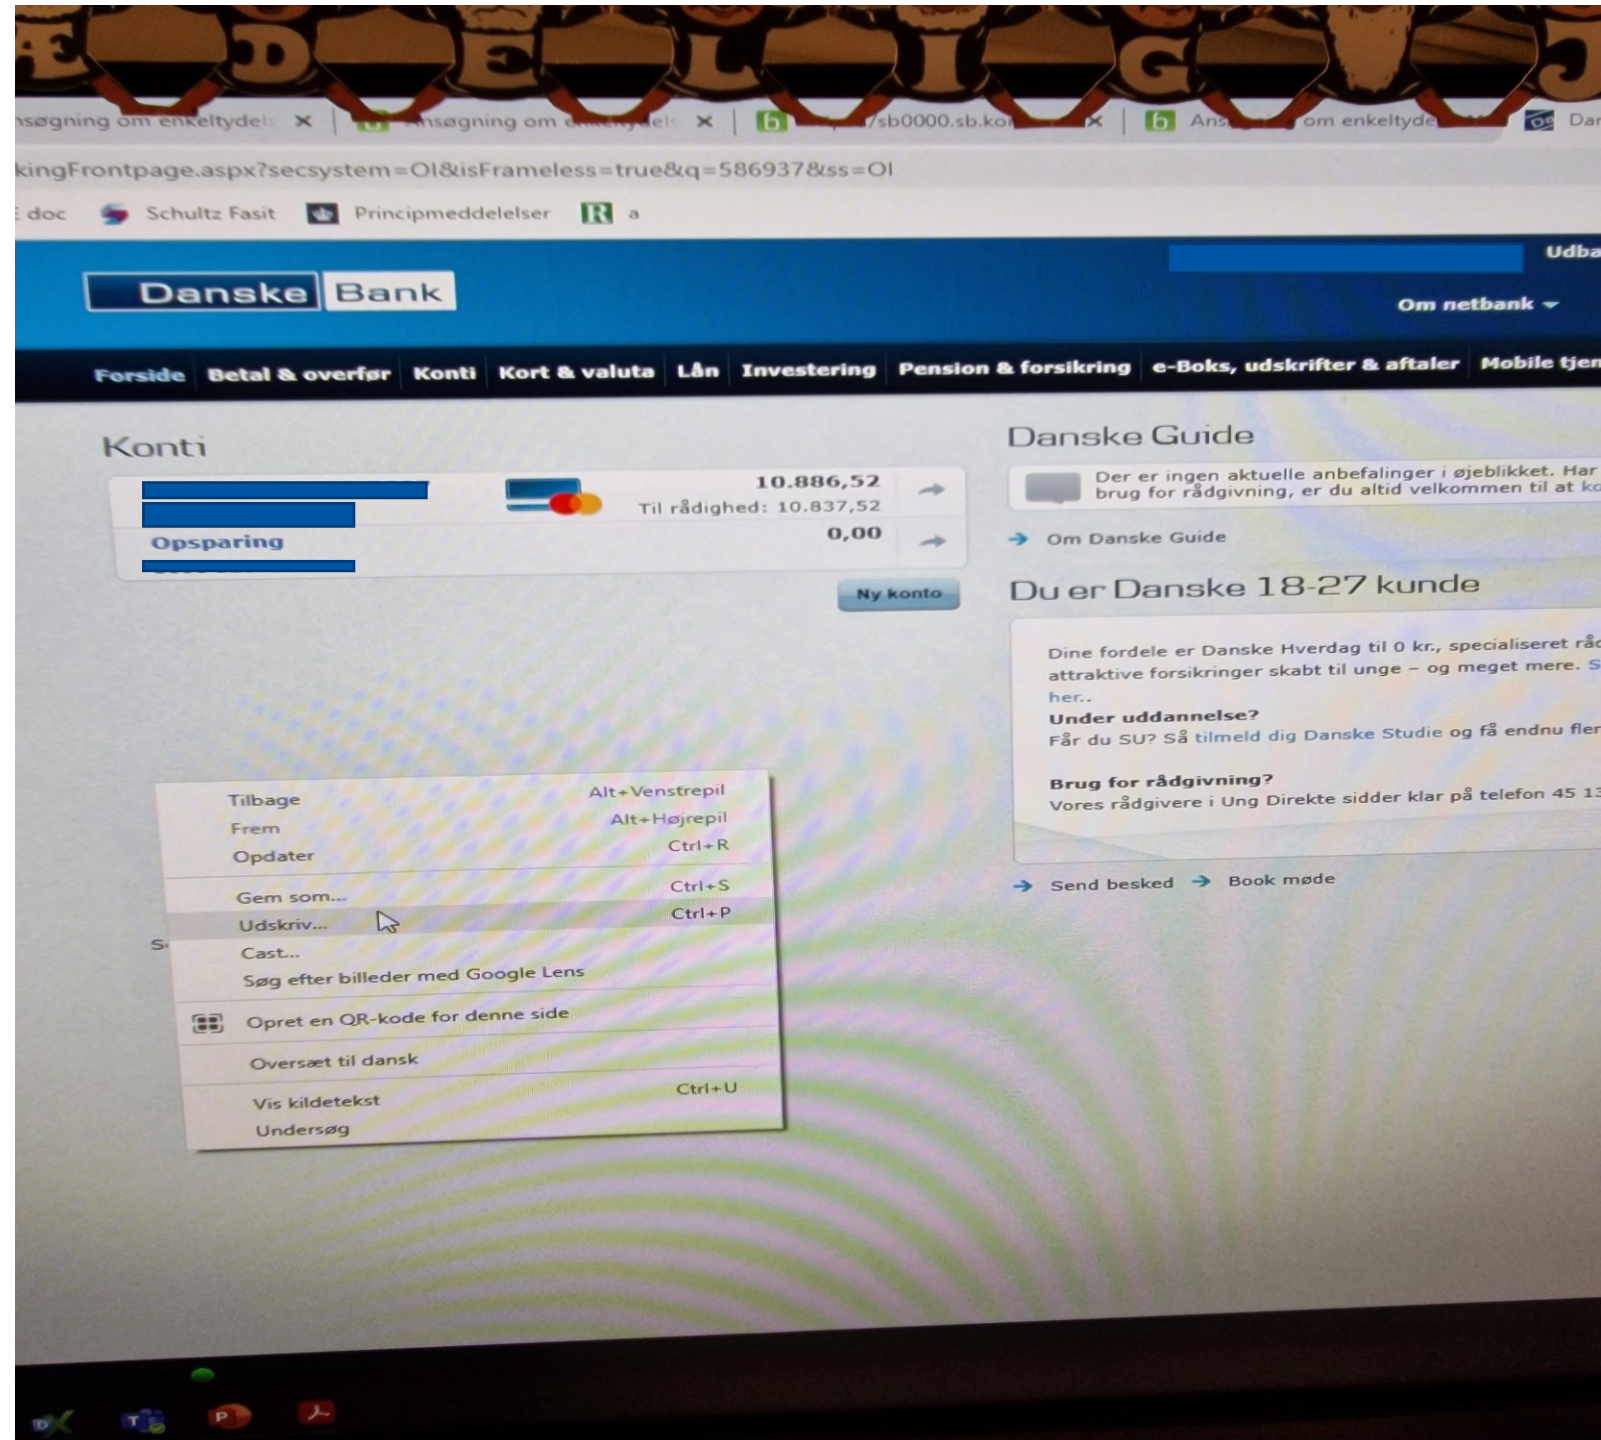 Æ D E L I G J
nsøgning om enkeltydels
Ansøgning om
/sb0000.sb.ko
om enkeltyde
Dan
kingFrontpage.aspx?secsystem=OI&isFrameless=true&q=586937&ss=OI
doc Schultz Fasit Principmeddelelser R a
Udba
Danske Bank
Om netbank
Forside Betal & overfør Konti Kort & valuta Lån Investering Pension & forsikring e-Boks, udskrifter & aftaler Mobile tjen
Konti
10.886,52
Til rådighed: 10.837,52
Opsparing 0,00
Ny konto
Danske Guide
Der er ingen aktuelle anbefalinger i øjeblikket. Har
brug for rådgivning, er du altid velkommen til at ko
Om Danske Guide
Du er Danske 18-27 kunde
Dine fordele er Danske Hverdag til 0 kr., specialiseret råd
attraktive forsikringer skabt til unge – og meget mere. S
her..
Under uddannelse?
Får du SU? Så tilmeld dig Danske Studie og få endnu fler
Brug for rådgivning?
Vores rådgivere i Ung Direkte sidder klar på telefon 45 13
Send besked Book møde
Tilbage Alt+Venstrepil
Frem Alt+Højrepil
Opdater Ctrl+R
Gem som... Ctrl+S
Udskriv... Ctrl+P
Cast...
Søg efter billeder med Google Lens
Opret en QR-kode for denne side
Oversæt til dansk
Vis kildetekst Ctrl+U
Undersøg